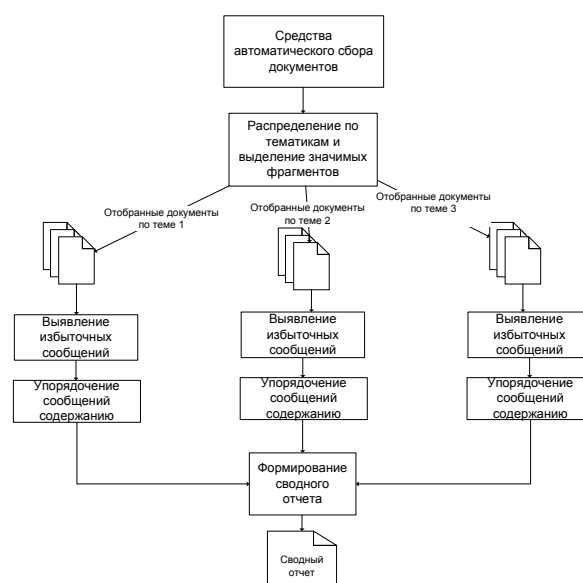 Средства
автоматического сбора
документов
Распределение по
тематикам и
выделение значимых
фрагментов
Отобранные документы
по теме 1
Отобранные документы
по теме 2
Отобранные документы
по теме 3
Выявление
избыточных
сообщений
Выявление
избыточных
сообщений
Выявление
избыточных
сообщений
Упорядочение
сообщений
содержанию
Упорядочение
сообщений
содержанию
Упорядочение
сообщений
содержанию
Формирование
сводного
отчета
Сводный
отчет